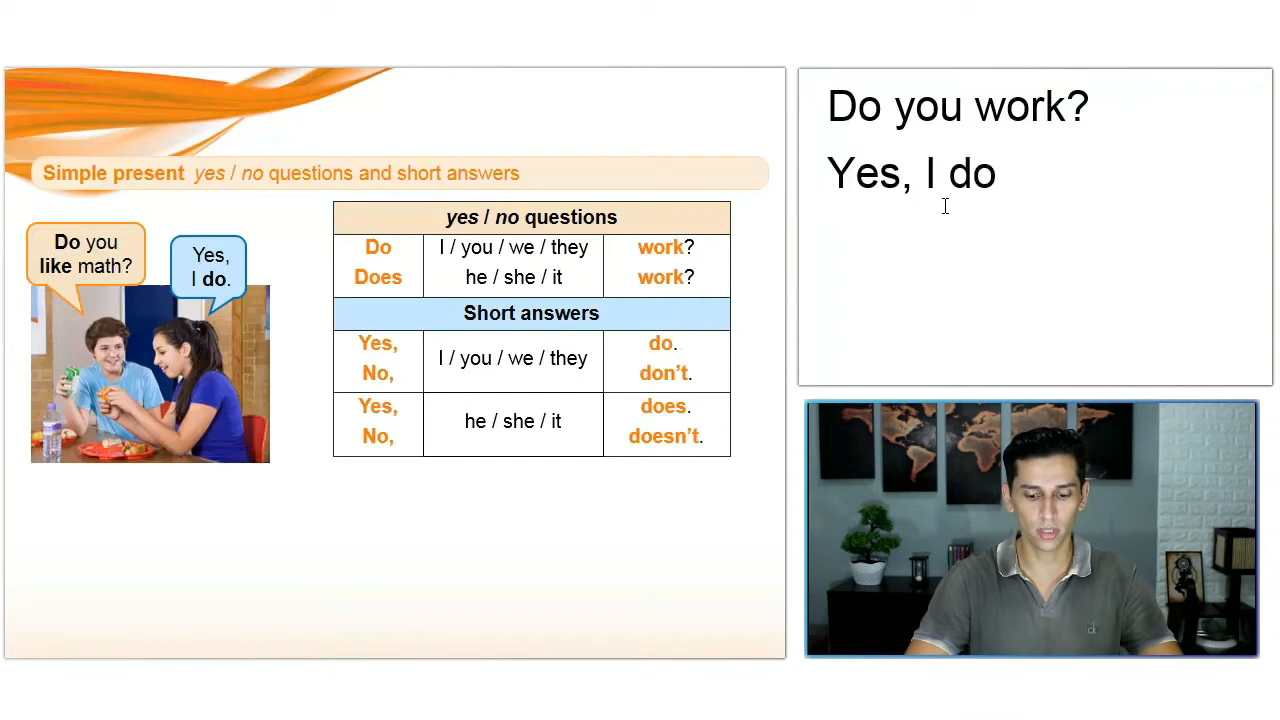 Simple present yes / no questions and short answers
Do you
like math?
Yes,
I do.
yes / no questions
Do I / you / we / they work?
Does he / she / it work?
Short answers
Yes, do.
I / you / we / they
No, don't.
Yes, does.
he / she / it
No, doesn't.
Do you work?
Yes, I do
ck